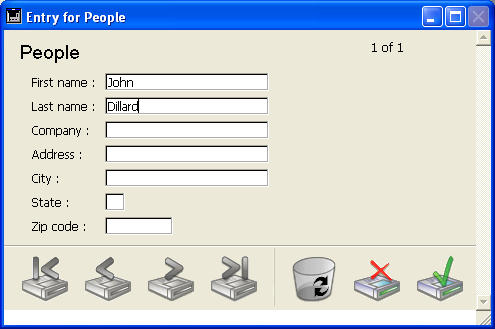 Entry for People
People
1 of 1
First name : John
Last name : Dillard
Company :
Address :
City :
State :
Zip code :